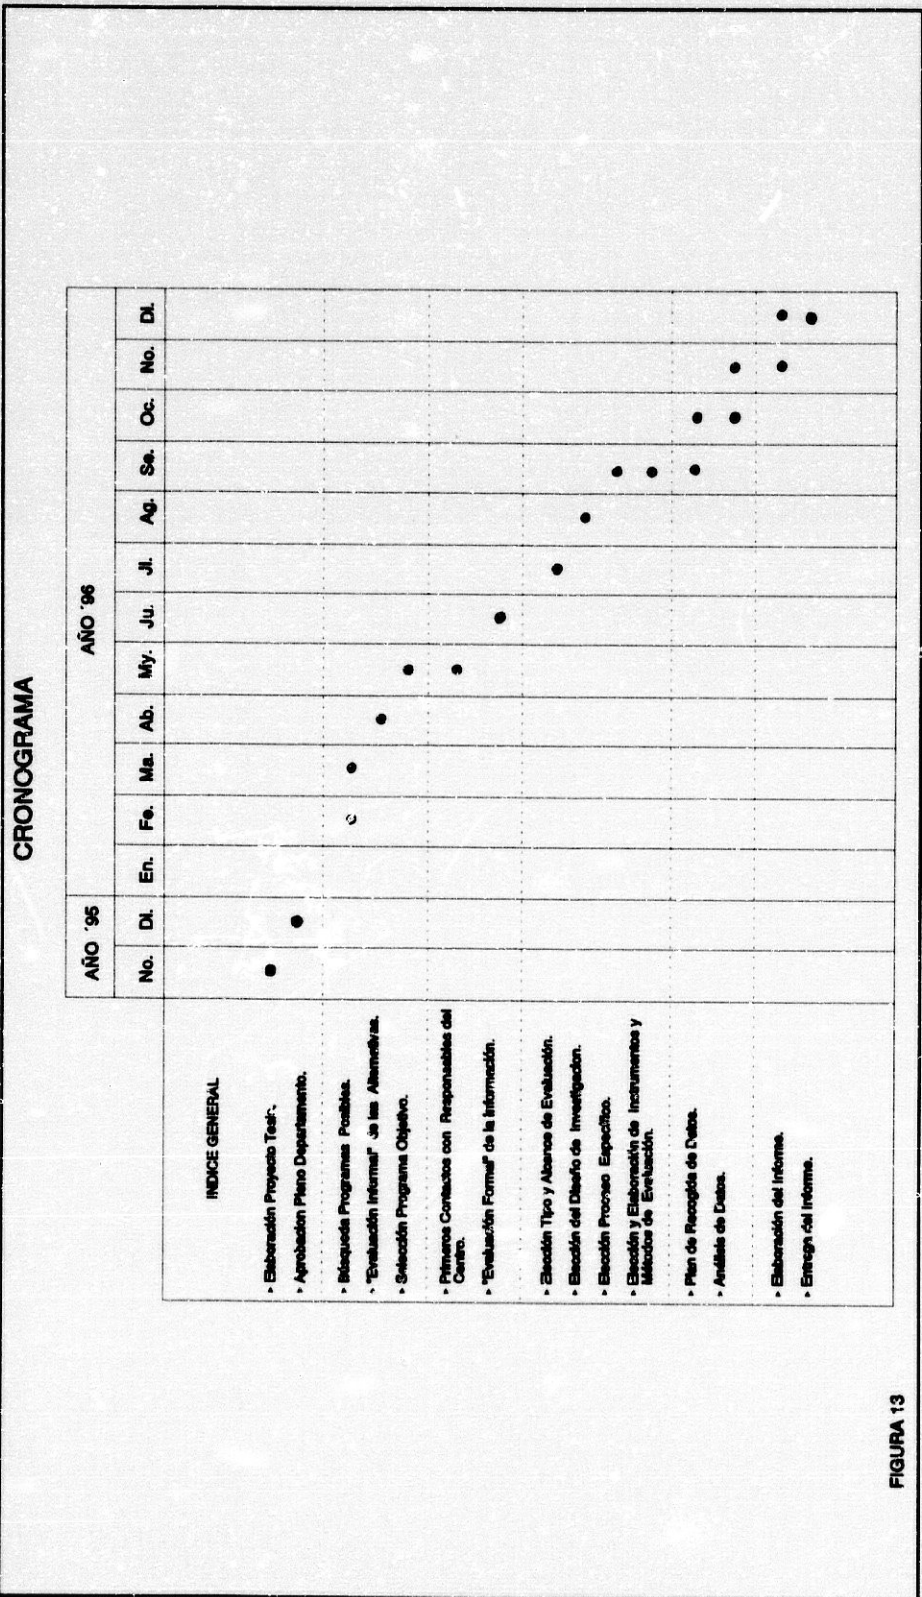 CRONOGRAMA
AÑO '95 AÑO '96
No. Di. En. Fe. Ma. Ab. My. Ju. Jl. Ag. Se. Oc. No. Di.
INDICE GENERAL
▸ Elaboración Proyecto Tesis.
▸ Aprobacion Pleno Departamento.
▸ Búsqueda Programas Posibles.
▸ "Evaluación Informal" de las Alternativas.
▸ Selección Programa Objetivo.
▸ Primeros Contactos con Responsables del
Centro.
▸ "Evaluación Formal" de la Información.
▸ Elección Tipo y Alcance de Evaluación.
▸ Elección del Diseño de Investigacion.
▸ Elección Proceso Específico.
▸ Elección y Elaboración de Instrumentos y
Métodos de Evaluación.
▸ Plan de Recogida de Datos.
▸ Análisis de Datos.
▸ Elaboración del Informe.
▸ Entrega del Informe.
FIGURA 13